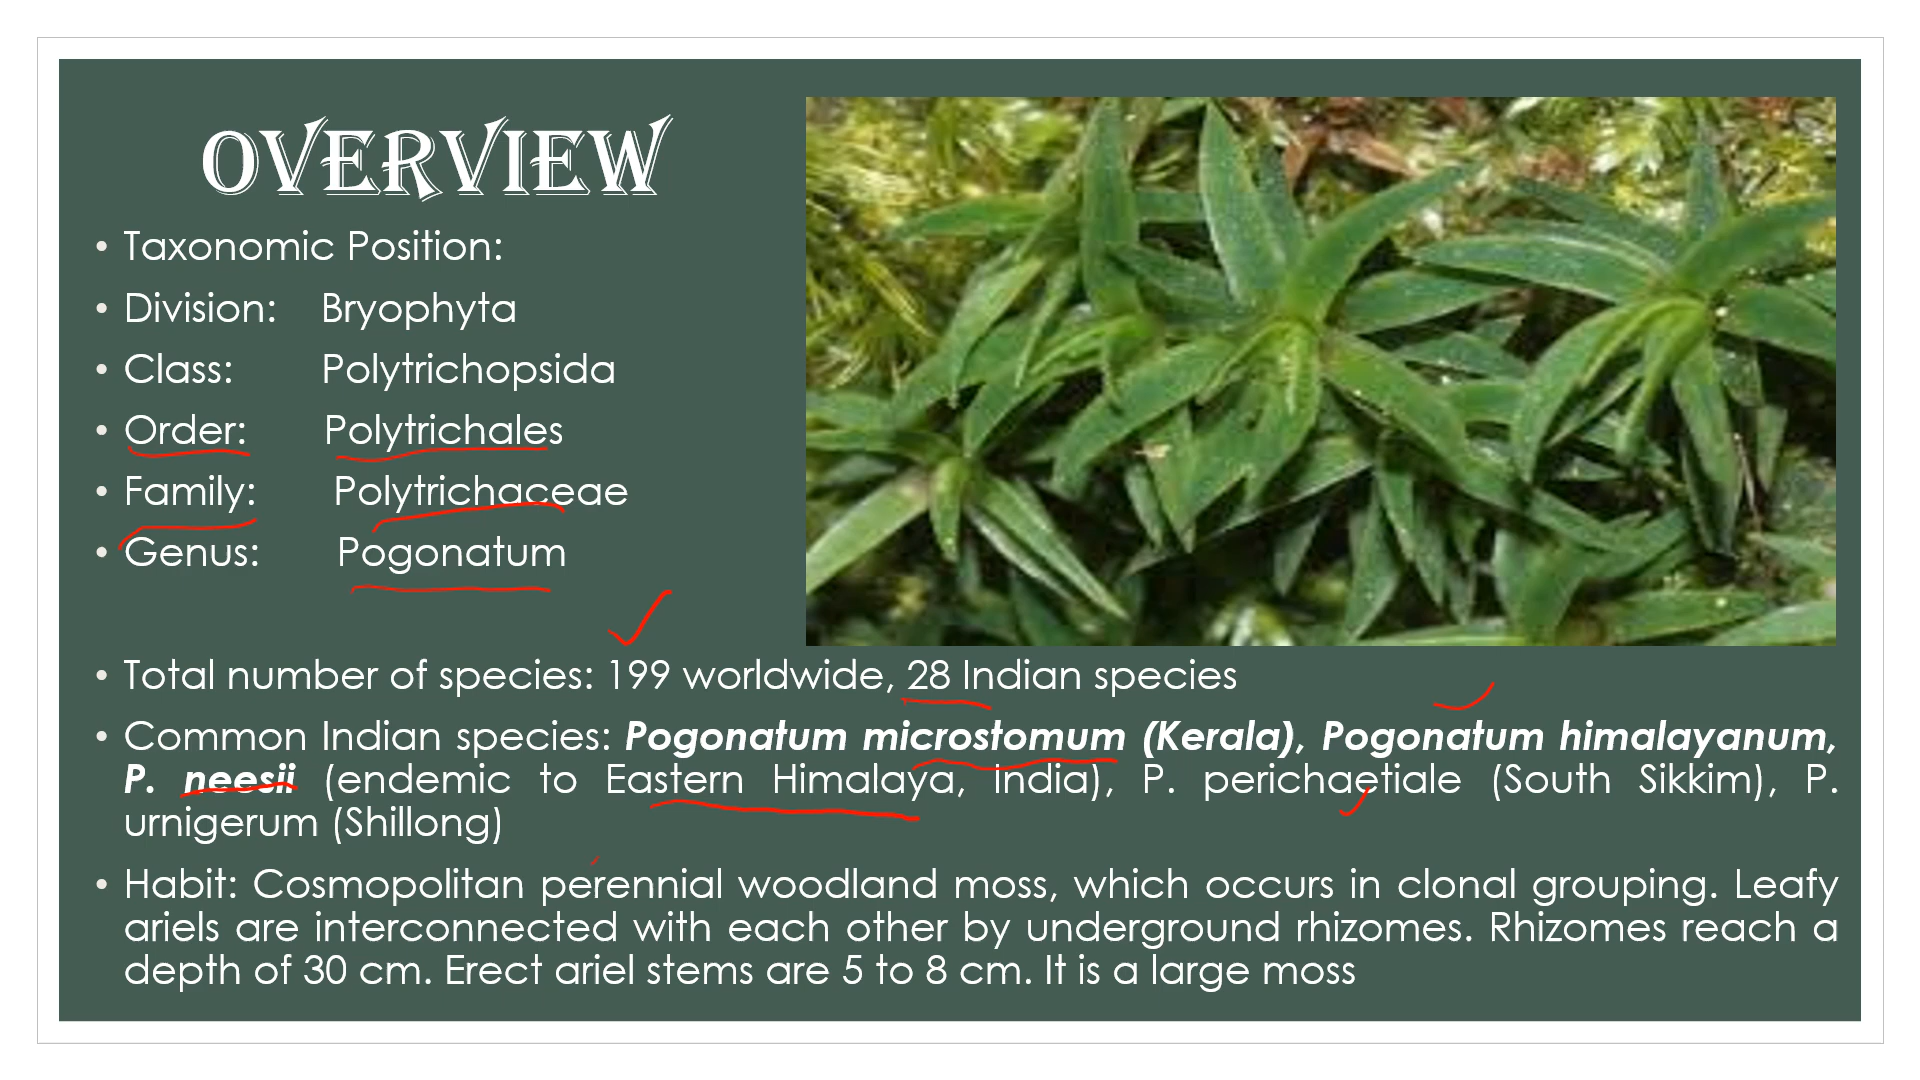 OVERVIEW
• Taxonomic Position:
• Division: Bryophyta
• Class: Polytrichopsida
• Order: Polytrichales
• Family: Polytrichaceae
• Genus: Pogonatum
• Total number of species: 199 worldwide, 28 Indian species
• Common Indian species: Pogonatum microstomum (Kerala), Pogonatum himalayanum,
P. neesii (endemic to Eastern Himalaya, India), P. perichaetiale (South Sikkim), P.
urnigerum (Shillong)
• Habit: Cosmopolitan perennial woodland moss, which occurs in clonal grouping. Leafy
ariels are interconnected with each other by underground rhizomes. Rhizomes reach a
depth of 30 cm. Erect ariel stems are 5 to 8 cm. It is a large moss